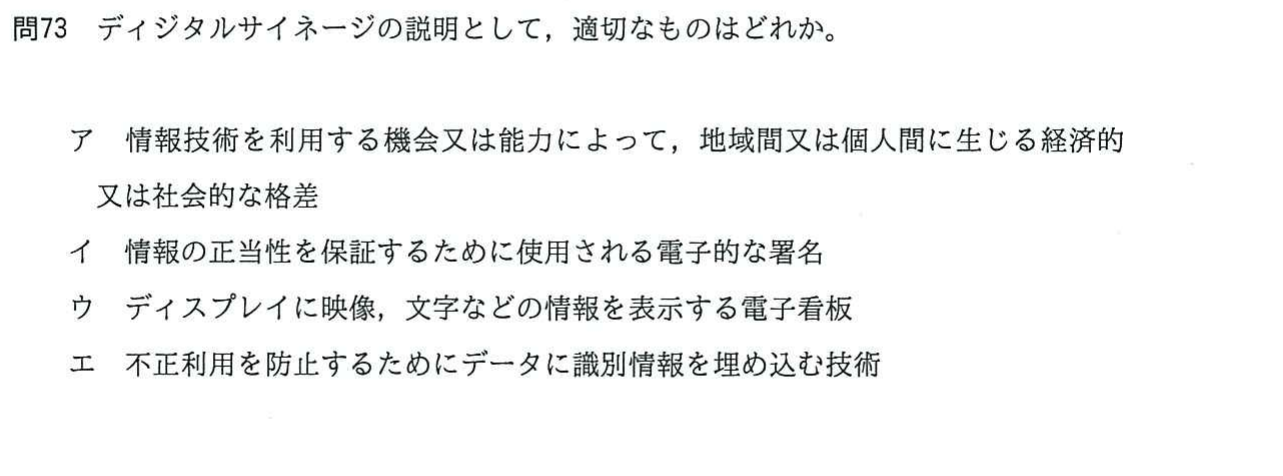 問73 ディジタルサイネージの説明として，適切なものはどれか。
ア 情報技術を利用する機会又は能力によって，地域間又は個人間に生じる経済的
又は社会的な格差
イ 情報の正当性を保証するために使用される電子的な署名
ウ ディスプレイに映像，文字などの情報を表示する電子看板
エ 不正利用を防止するためにデータに識別情報を埋め込む技術